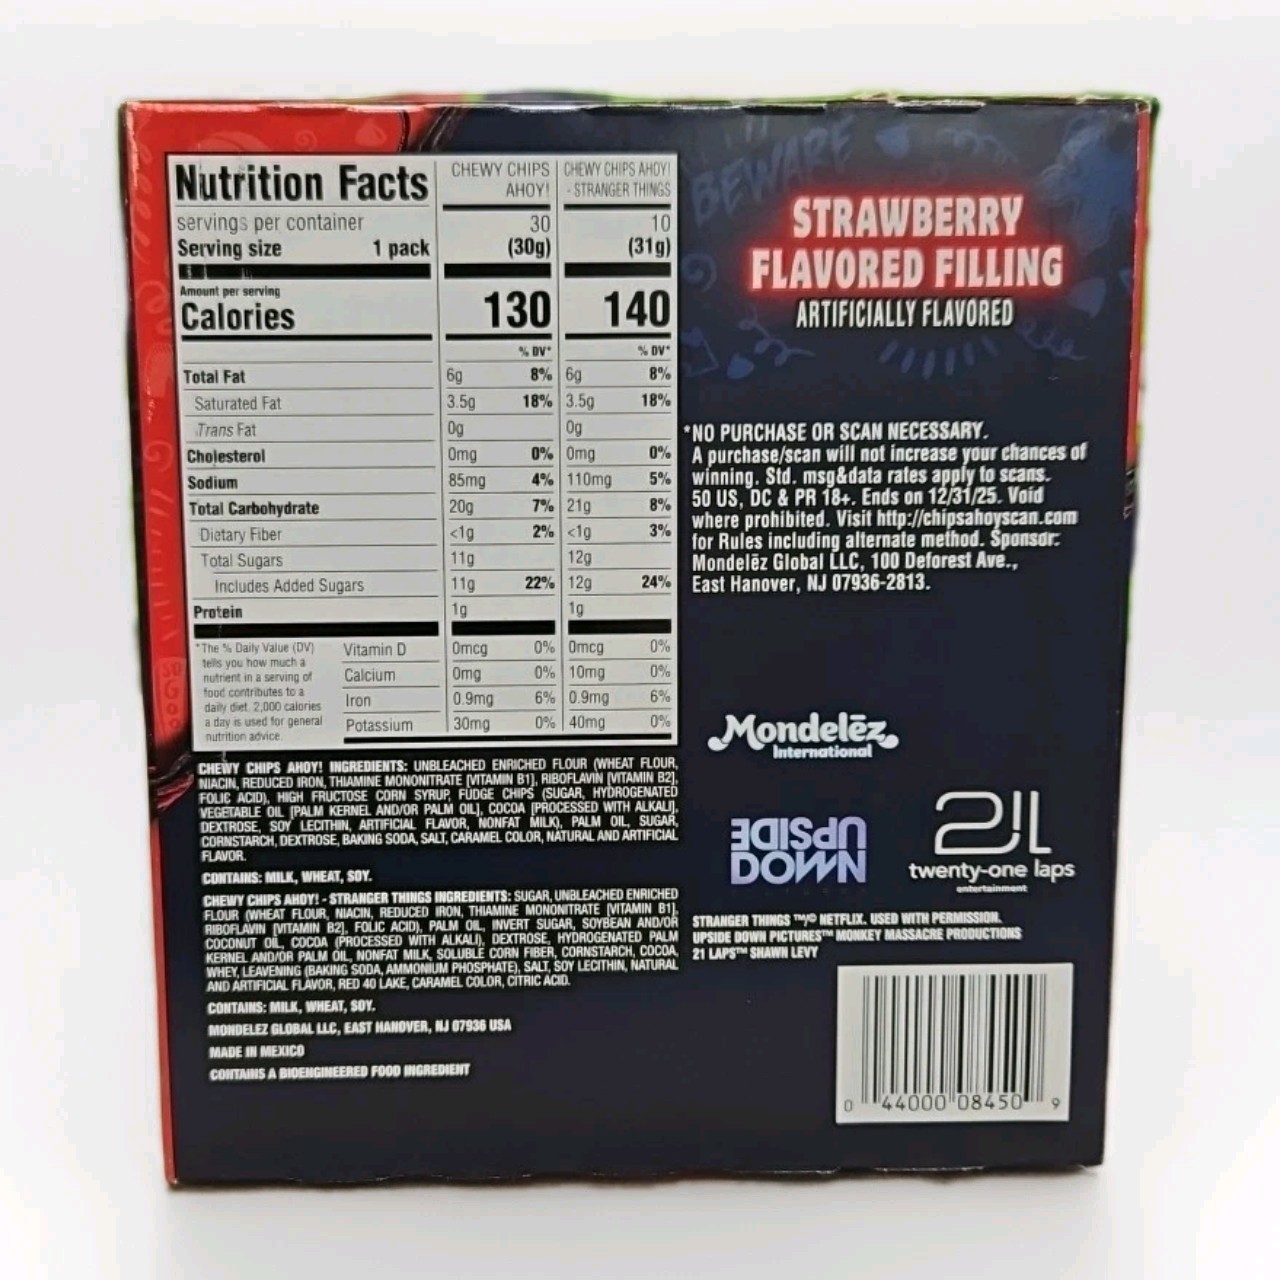 Nutrition Facts
CHEWY CHIPS AHOY!
CHEWY CHIPS AHOY! - STRANGER THINGS
servings per container 30 10
Serving size 1 pack (30g) (31g)
Amount per serving
Calories 130 140
% DV* % DV*
Total Fat 6g 8% 6g 8%
Saturated Fat 3.5g 18% 3.5g 18%
Trans Fat 0g 0g
Cholesterol 0mg 0% 0mg 0%
Sodium 85mg 4% 110mg 5%
Total Carbohydrate 20g 7% 21g 8%
Dietary Fiber <1g 2% <1g 3%
Total Sugars 11g 12g
Includes Added Sugars 11g 22% 12g 24%
Protein 1g 1g
*The % Daily Value (DV)
tells you how much a
nutrient in a serving of
food contributes to a
daily diet. 2,000 calories
a day is used for general
nutrition advice.
Vitamin D 0mcg 0% 0mcg 0%
Calcium 0mg 0% 10mg 0%
Iron 0.9mg 6% 0.9mg 6%
Potassium 30mg 0% 40mg 0%
CHEWY CHIPS AHOY! INGREDIENTS: UNBLEACHED ENRICHED FLOUR (WHEAT FLOUR,
NIACIN, REDUCED IRON, THIAMINE MONONITRATE [VITAMIN B1], RIBOFLAVIN [VITAMIN B2],
FOLIC ACID), HIGH FRUCTOSE CORN SYRUP, FUDGE CHIPS (SUGAR, HYDROGENATED
VEGETABLE OIL [PALM KERNEL AND/OR PALM OIL], COCOA [PROCESSED WITH ALKALI],
DEXTROSE, SOY LECITHIN, ARTIFICIAL FLAVOR, NONFAT MILK), PALM OIL, SUGAR,
CORNSTARCH, DEXTROSE, BAKING SODA, SALT, CARAMEL COLOR, NATURAL AND ARTIFICIAL
FLAVOR.
CONTAINS: MILK, WHEAT, SOY.
CHEWY CHIPS AHOY! - STRANGER THINGS INGREDIENTS: SUGAR, UNBLEACHED ENRICHED
FLOUR (WHEAT FLOUR, NIACIN, REDUCED IRON, THIAMINE MONONITRATE [VITAMIN B1],
RIBOFLAVIN [VITAMIN B2], FOLIC ACID), PALM OIL, INVERT SUGAR, SOYBEAN AND/OR
COCONUT OIL, COCOA (PROCESSED WITH ALKALI), DEXTROSE, HYDROGENATED PALM
KERNEL AND/OR PALM OIL, NONFAT MILK, SOLUBLE CORN FIBER, CORNSTARCH, COCOA,
WHEY, LEAVENING (BAKING SODA, AMMONIUM PHOSPHATE), SALT, SOY LECITHIN, NATURAL
AND ARTIFICIAL FLAVOR, RED 40 LAKE, CARAMEL COLOR, CITRIC ACID.
CONTAINS: MILK, WHEAT, SOY.
MONDELEZ GLOBAL LLC, EAST HANOVER, NJ 07936 USA
MADE IN MEXICO
CONTAINS A BIOENGINEERED FOOD INGREDIENT
BEWARE
STRAWBERRY
FLAVORED FILLING
ARTIFICIALLY FLAVORED
*NO PURCHASE OR SCAN NECESSARY.
A purchase/scan will not increase your chances of
winning. Std. msg&data rates apply to scans.
50 US, DC & PR 18+. Ends on 12/31/25. Void
where prohibited. Visit http://chipsahoyscan.com
for Rules including alternate method. Sponsor:
Mondelēz Global LLC, 100 Deforest Ave.,
East Hanover, NJ 07936-2813.
Mondelēz
International
UPSIDE
DOWN
21L
twenty-one laps
entertainment
STRANGER THINGS ™/© NETFLIX. USED WITH PERMISSION.
UPSIDE DOWN PICTURES™ MONKEY MASSACRE PRODUCTIONS
21 LAPS™ SHAWN LEVY
0 44000 08450 9